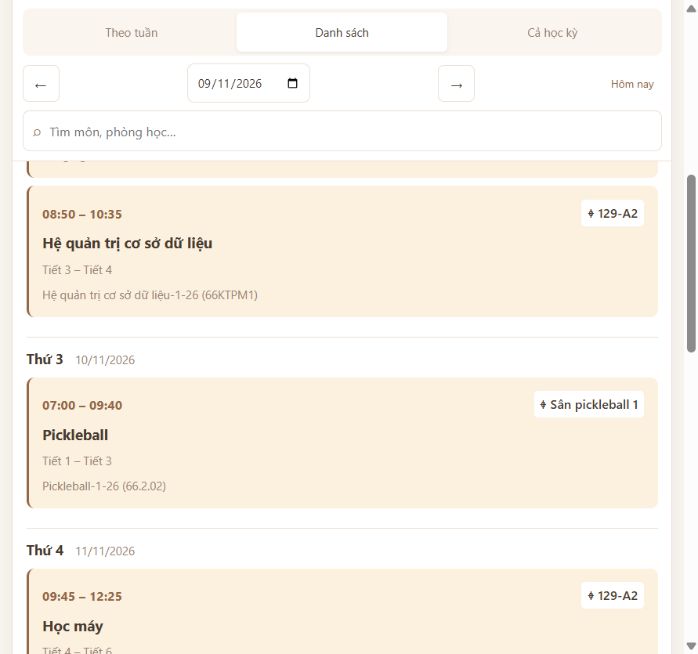 Theo tuần
Danh sách
Cả học kỳ
←
09/11/2026
→
Hôm nay
Tìm môn, phòng học...
08:50 – 10:35
129-A2
Hệ quản trị cơ sở dữ liệu
Tiết 3 – Tiết 4
Hệ quản trị cơ sở dữ liệu-1-26 (66KTPM1)
Thứ 3 10/11/2026
07:00 – 09:40
Sân pickleball 1
Pickleball
Tiết 1 – Tiết 3
Pickleball-1-26 (66.2.02)
Thứ 4 11/11/2026
09:45 – 12:25
129-A2
Học máy
Tiết 4 – Tiết 6